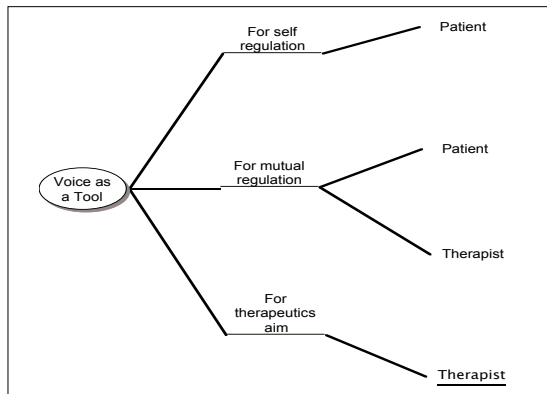 Voice as
a Tool
For self
regulation
Patient
For mutual
regulation
Patient
Therapist
For
therapeutics
aim
Therapist